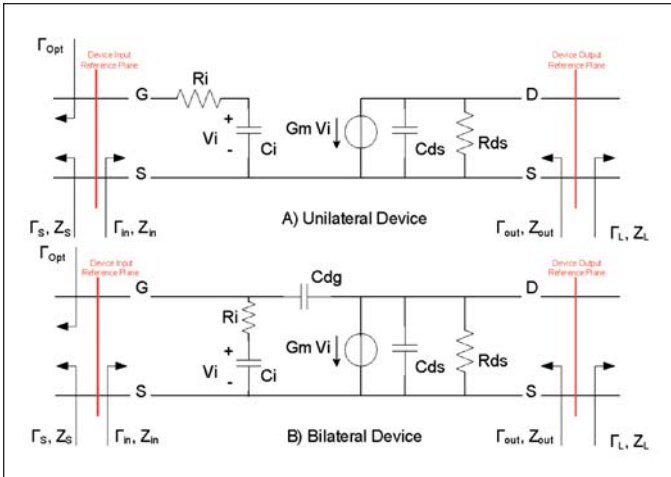 ΓOpt
Device Input
Reference Plane
Device Output
Reference Plane
G
Ri
D
+
Vi
-
Ci
Gm Vi
Cds
Rds
S
S
A) Unilateral Device
ΓS, ZS
Γin, Zin
Γout, Zout
ΓL, ZL
ΓOpt
Device Input
Reference Plane
Device Output
Reference Plane
Cdg
G
D
Ri
+
Vi
-
Ci
Gm Vi
Cds
Rds
S
S
B) Bilateral Device
ΓS, ZS
Γin, Zin
Γout, Zout
ΓL, ZL